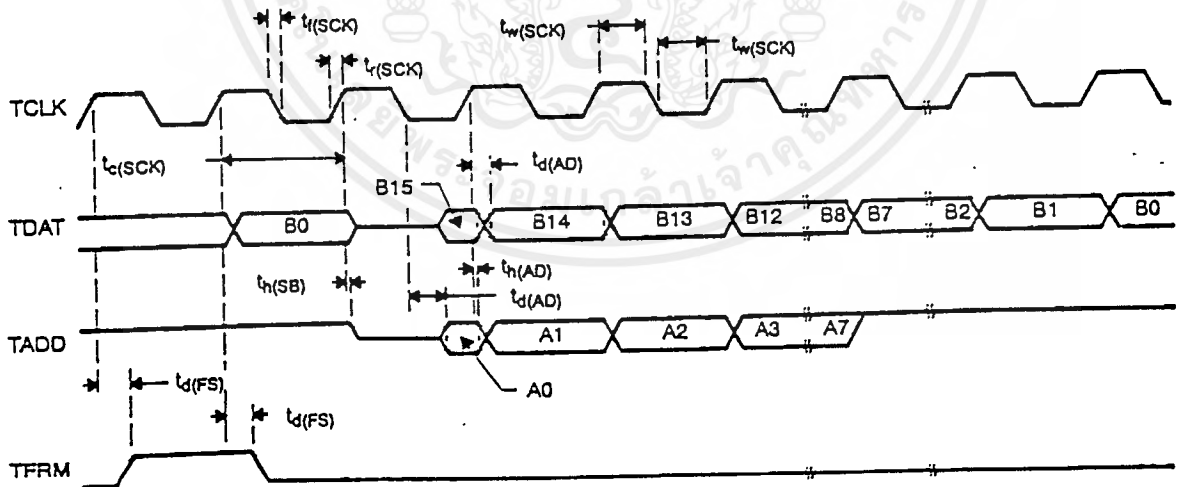 tf(SCK)
tw(SCK)
tw(SCK)
tr(SCK)
TCLK
tc(SCK)
td(AD)
B15
TDAT
B0
B14
B13
B12
B8
B7
B2
B1
B0
th(AD)
th(SB)
td(AD)
TADD
A1
A2
A3
A7
A0
td(FS)
td(FS)
TFRM